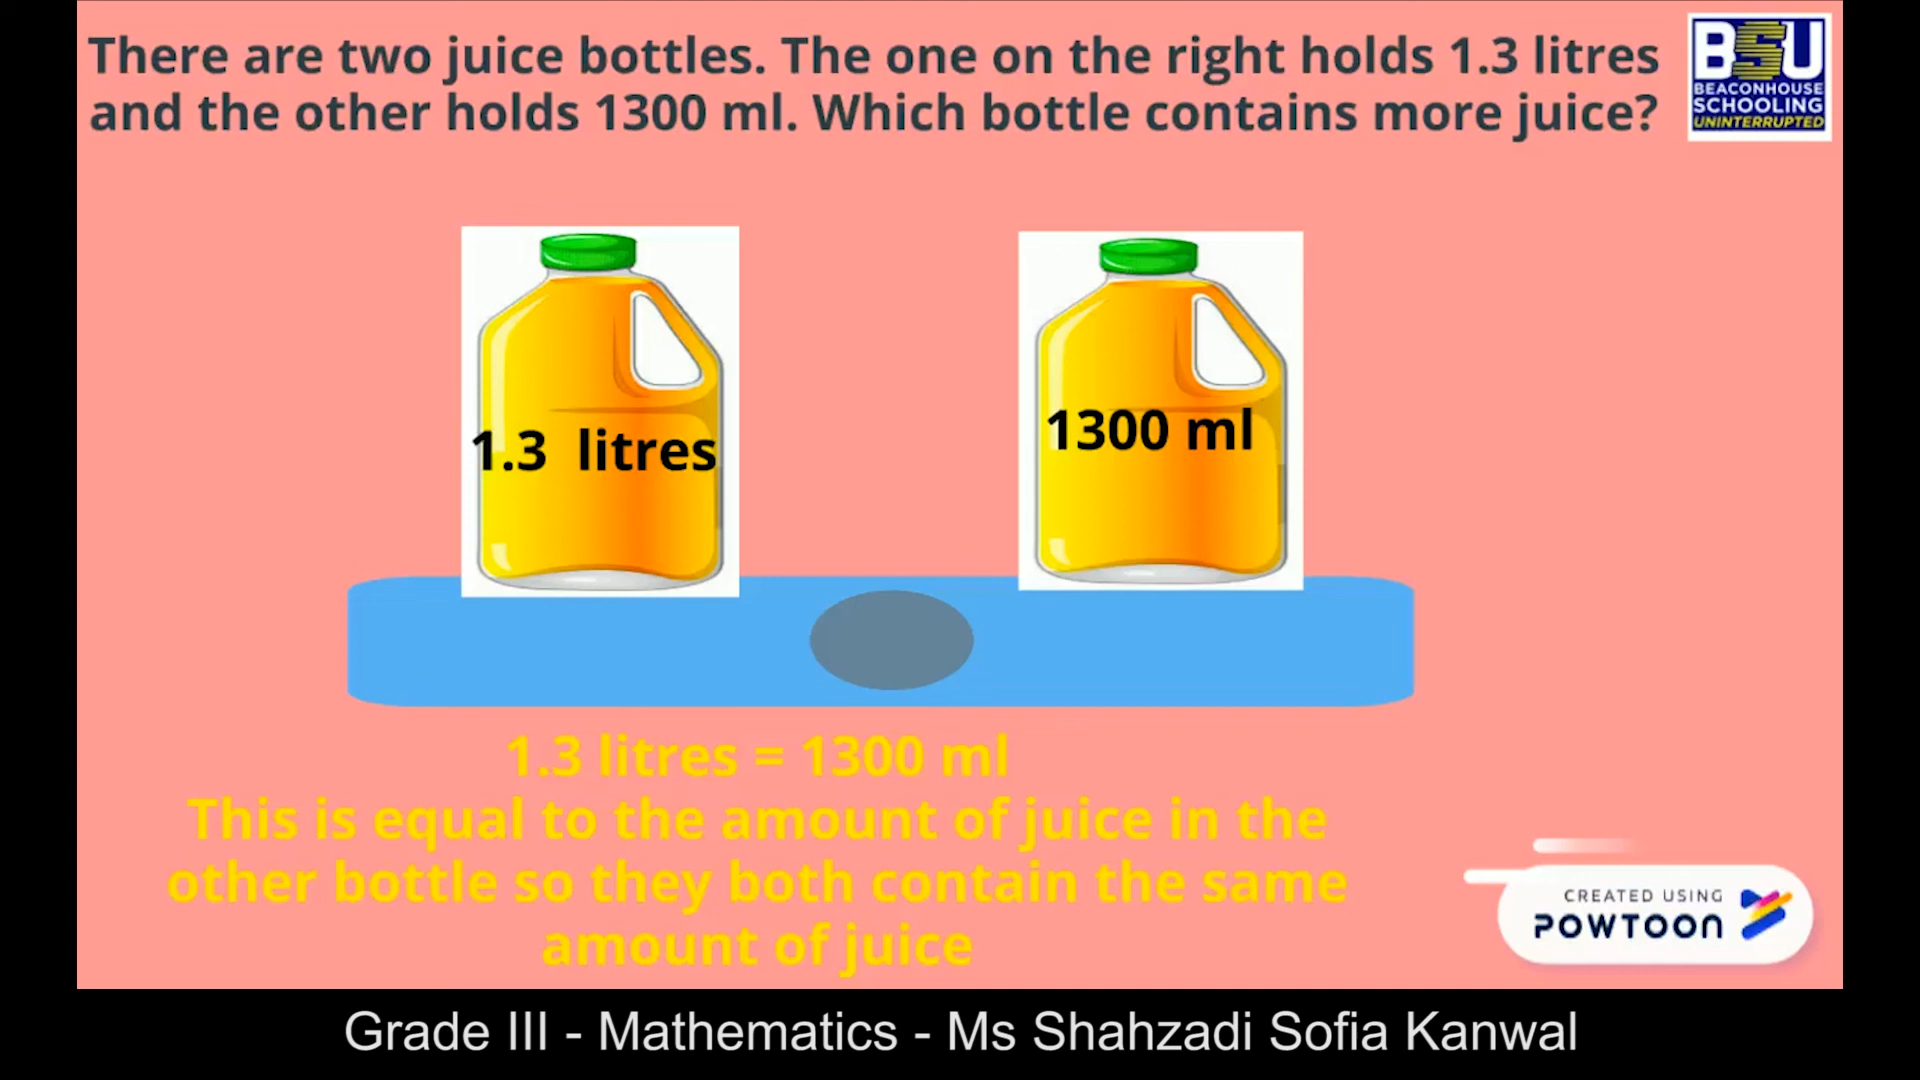 There are two juice bottles. The one on the right holds 1.3 litres
and the other holds 1300 ml. Which bottle contains more juice?
BSU
BEACONHOUSE
SCHOOLING
UNINTERRUPTED
1.3 litres
1300 ml
1.3 litres = 1300 ml
This is equal to the amount of juice in the
other bottle so they both contain the same
amount of juice
CREATED USING
POWTOON
Grade III - Mathematics - Ms Shahzadi Sofia Kanwal